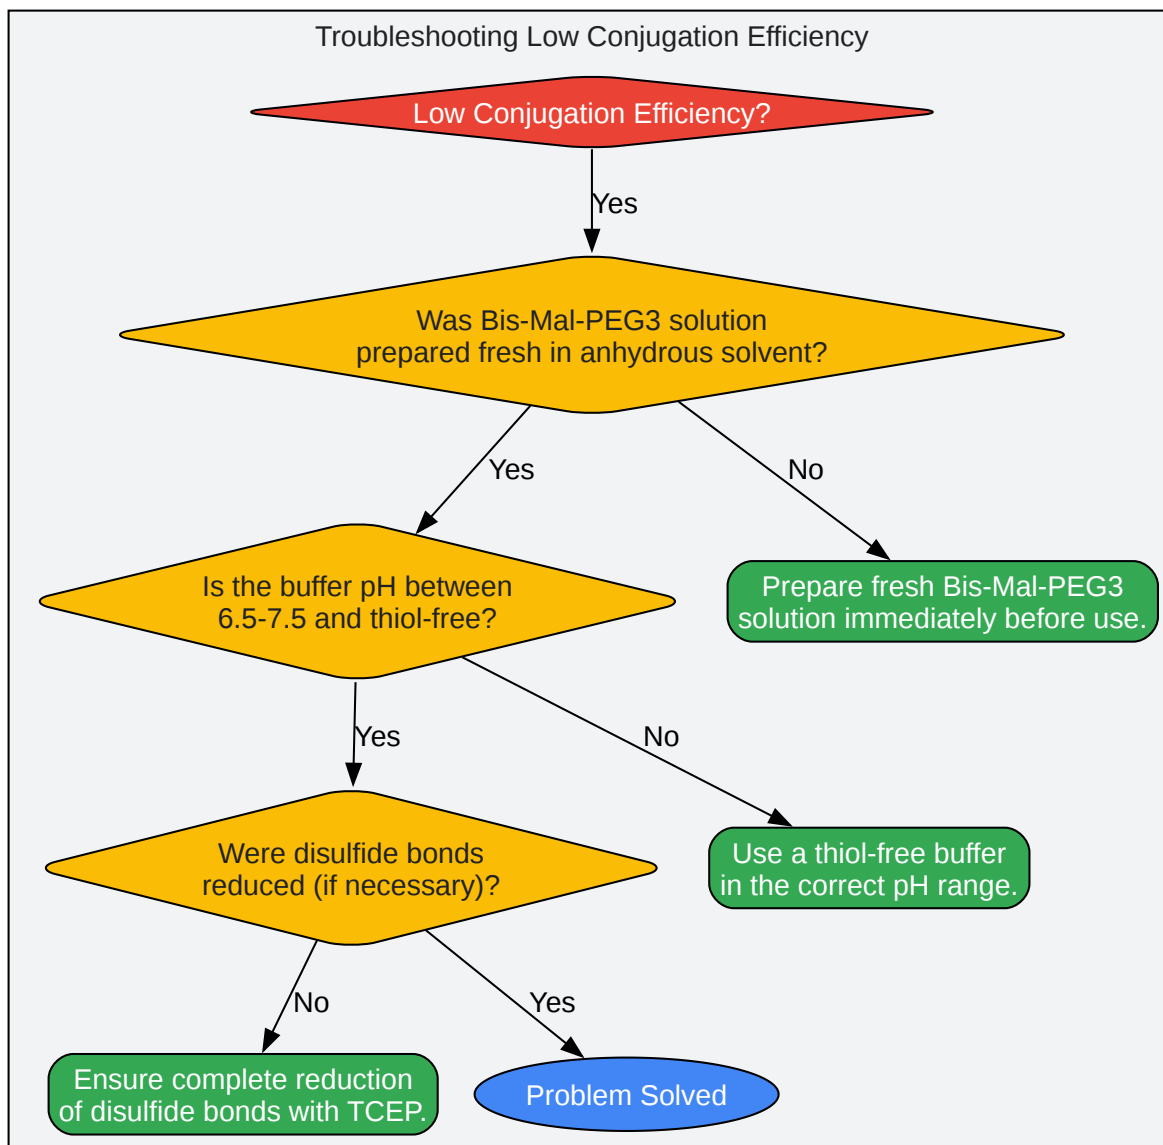 Troubleshooting Low Conjugation Efficiency
Low Conjugation Efficiency?
Yes
Was Bis-Mal-PEG3 solution
prepared fresh in anhydrous solvent?
Yes
No
Is the buffer pH between
6.5-7.5 and thiol-free?
Prepare fresh Bis-Mal-PEG3
solution immediately before use.
Yes
No
Were disulfide bonds
reduced (if necessary)?
Use a thiol-free buffer
in the correct pH range.
No
Yes
Ensure complete reduction
of disulfide bonds with TCEP.
Problem Solved